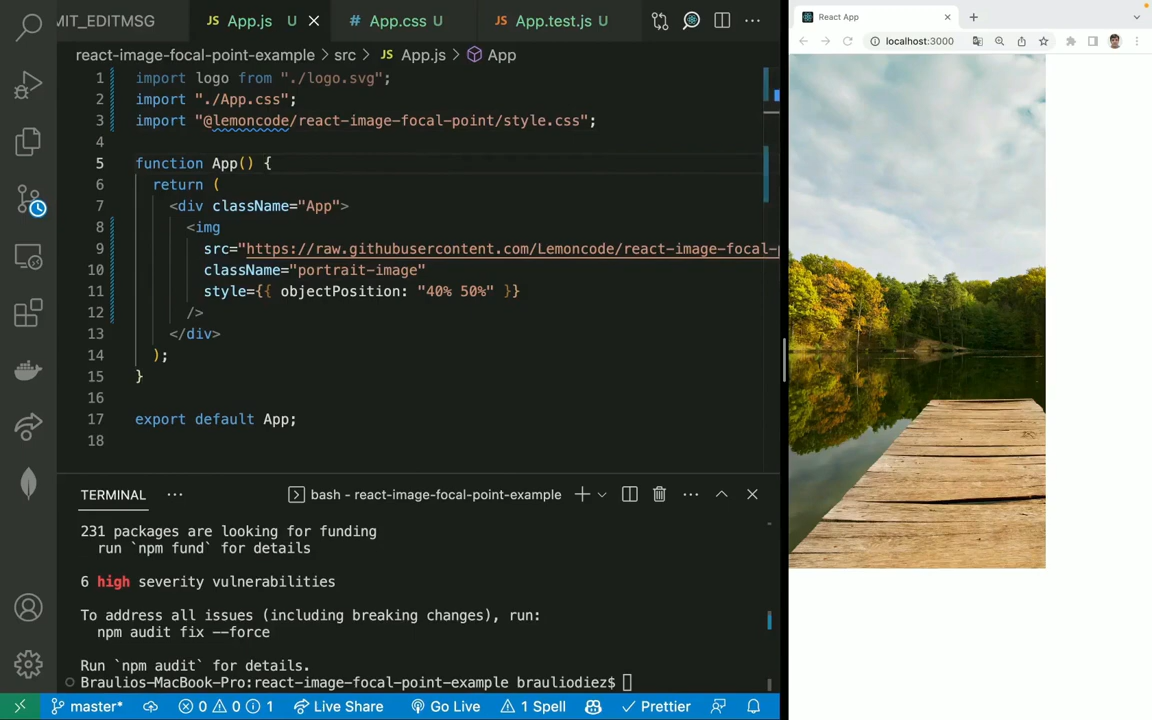 MIT_EDITMSG
JS App.js U
# App.css U
App.test.js U
react-image-focal-point-example > src > JS App.js > App
1 import logo from "./logo.svg";
2 import "./App.css";
3 import "@lemoncode/react-image-focal-point/style.css";
4
5 function App() {
6 return (
7 <div className="App">
8 <img
9 src="https://raw.githubusercontent.com/Lemoncode/react-image-focal-
10 className="portrait-image"
11 style={{ objectPosition: "40% 50%" }}
12 />
13 </div>
14 );
15 }
16
17 export default App;
18
TERMINAL
bash - react-image-focal-point-example
231 packages are looking for funding
run `npm fund` for details
6 high severity vulnerabilities
To address all issues (including breaking changes), run:
npm audit fix --force
Run `npm audit` for details.
Braulios-MacBook-Pro:react-image-focal-point-example brauliodiez$
master* 0 0 1 Live Share Go Live 1 Spell Prettier
React App
localhost:3000